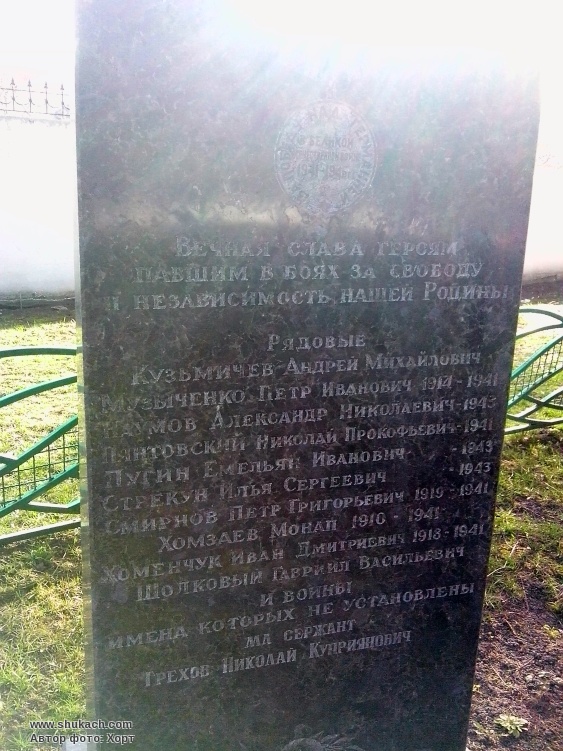 Вечная слава героям
павшим в боях за свободу
и независимость нашей Родины
Рядовые
Кузьмичев Андрей Михайлович
Музыченко Петр Иванович 1917 - 1941
Наумов Александр Николаевич - 1943
Пянтовский Николай Прокофьевич - 1941
Пугин Емельян Иванович - 1943
Стрекун Илья Сергеевич - 1943
Смирнов Петр Григорьевич 1919 - 1941
Хомзаев Монап 1910 - 1941
Хоменчук Иван Дмитриевич 1918 - 1941
Шолковый Гавриил Васильевич
и воины
имена которых не установлены
мл сержант
Грехов Николай Куприянович
www.shukach.com
Автор фото: Хорт